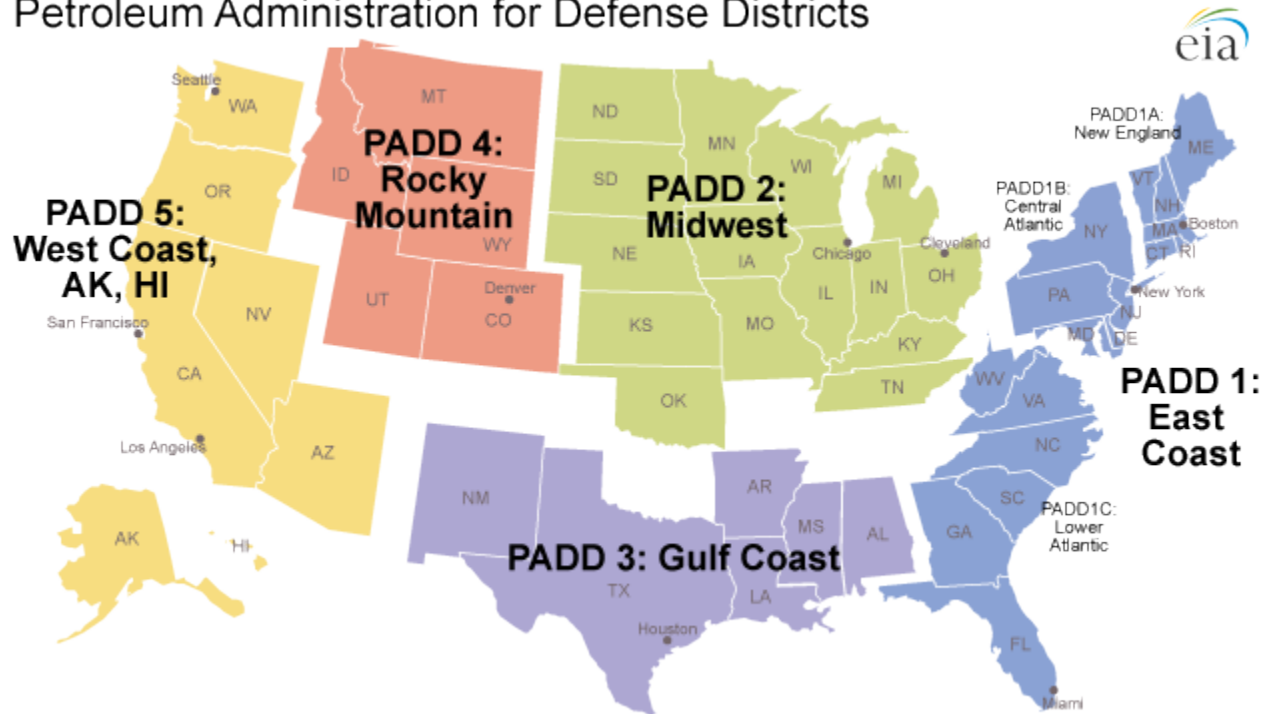 Petroleum Administration for Defense Districts
eia
Seattle
WA
OR
PADD 5:
West Coast,
AK, HI
San Francisco
NV
CA
Los Angeles
AZ
AK
HI
MT
PADD 4:
Rocky
Mountain
ID
WY
UT
Denver
CO
ND
SD
NE
KS
OK
MN
WI
MI
PADD 2:
Midwest
IA
Chicago
Cleveland
IL
IN
OH
MO
KY
TN
NM
AR
MS
AL
PADD 3: Gulf Coast
TX
LA
Houston
PADD1A:
New England
ME
VT
NH
MA
Boston
CT
RI
PADD1B:
Central
Atlantic
NY
PA
New York
NJ
MD
DE
PADD 1:
East
Coast
WV
VA
NC
SC
GA
PADD1C:
Lower
Atlantic
FL
Miami